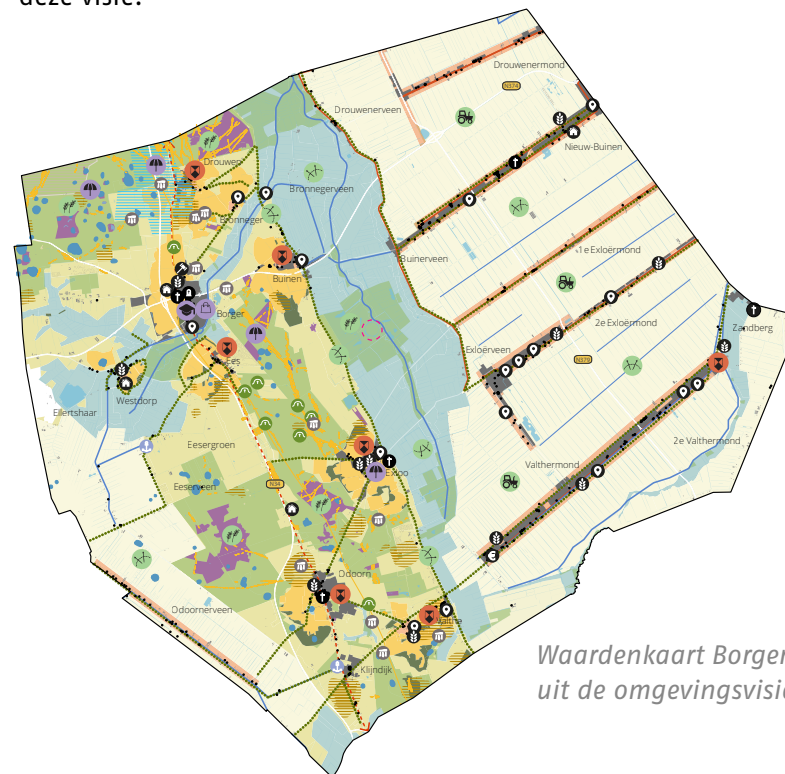 deze visie.
Drouwenermond
N374
Drouwenerveen
Nieuw-Buinen
Drouwen
Bronnegerveen
Bronneger
Buinerveen
1e Exloërmond
Buinen
Borger
2e Exloërmond
Zandberg
Exloërveen
Ees
N379
Westdorp
Ellertshaar
Eesergroen
2e Valthermond
Valthermond
Exloo
Eeserveen
N34
Odoorn
Odoornerveen
Valthe
Klijndijk
Waardenkaart Borger
uit de omgevingsvisie